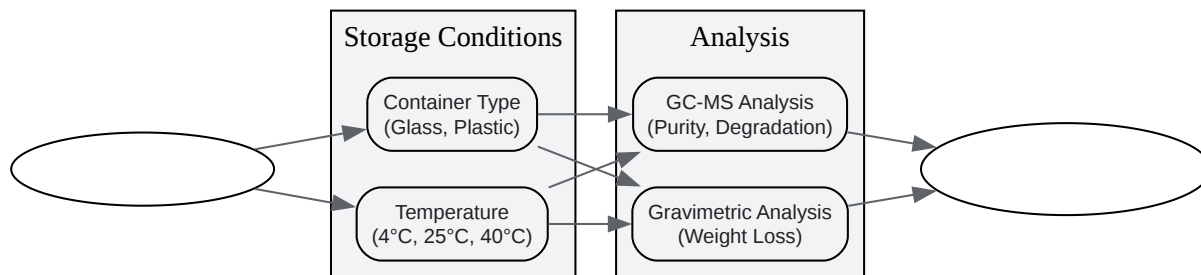 Storage Conditions
Container Type
(Glass, Plastic)
Temperature
(4°C, 25°C, 40°C)
Analysis
GC-MS Analysis
(Purity, Degradation)
Gravimetric Analysis
(Weight Loss)